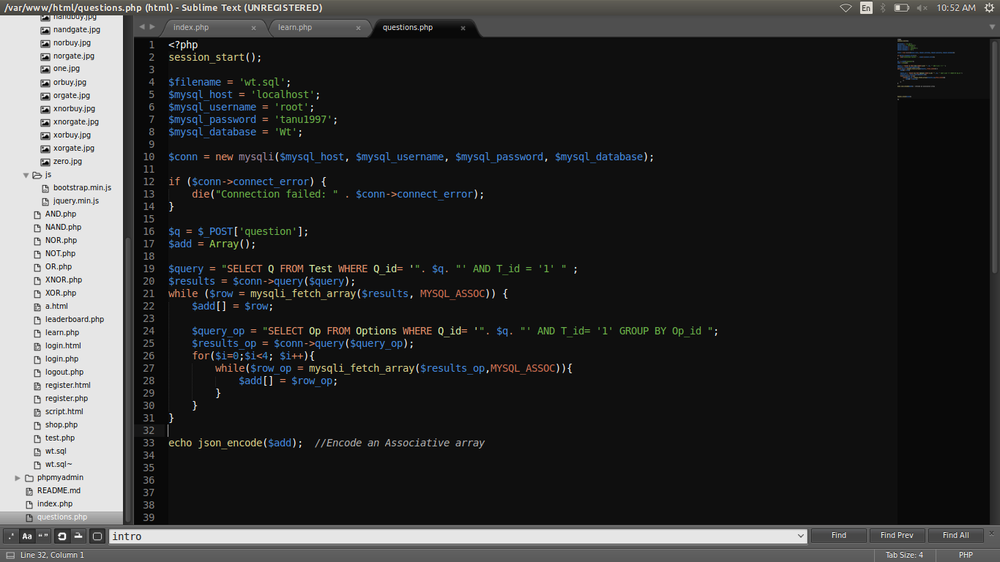 /var/www/html/questions.php (html) - Sublime Text (UNREGISTERED)
En
10:52 AM
handbuy.jpg
nandgate.jpg
norbuy.jpg
norgate.jpg
one.jpg
orbuy.jpg
orgate.jpg
xnorbuy.jpg
xnorgate.jpg
xorbuy.jpg
xorgate.jpg
zero.jpg
js
bootstrap.min.js
jquery.min.js
AND.php
NAND.php
NOR.php
NOT.php
OR.php
XNOR.php
XOR.php
a.html
leaderboard.php
learn.php
login.html
login.php
logout.php
register.html
register.php
script.html
shop.php
test.php
wt.sql
wt.sql~
phpmyadmin
README.md
index.php
questions.php
index.php × learn.php × questions.php ×
1 <?php
2 session_start();
3
4 $filename = 'wt.sql';
5 $mysql_host = 'localhost';
6 $mysql_username = 'root';
7 $mysql_password = 'tanu1997';
8 $mysql_database = 'Wt';
9
10 $conn = new mysqli($mysql_host, $mysql_username, $mysql_password, $mysql_database);
11
12 if ($conn->connect_error) {
13 die("Connection failed: " . $conn->connect_error);
14 }
15
16 $q = $_POST['question'];
17 $add = Array();
18
19 $query = "SELECT Q FROM Test WHERE Q_id= '". $q. "' AND T_id = '1' " ;
20 $results = $conn->query($query);
21 while ($row = mysqli_fetch_array($results, MYSQL_ASSOC)) {
22 $add[] = $row;
23
24 $query_op = "SELECT Op FROM Options WHERE Q_id= '". $q. "' AND T_id= '1' GROUP BY Op_id ";
25 $results_op = $conn->query($query_op);
26 for($i=0;$i<4; $i++){
27 while($row_op = mysqli_fetch_array($results_op,MYSQL_ASSOC)){
28 $add[] = $row_op;
29 }
30 }
31 }
32
33 echo json_encode($add); //Encode an Associative array
34
35
36
37
38
39
.* Aa “ ”
intro
Find
Find Prev
Find All
×
Line 32, Column 1
Tab Size: 4
PHP